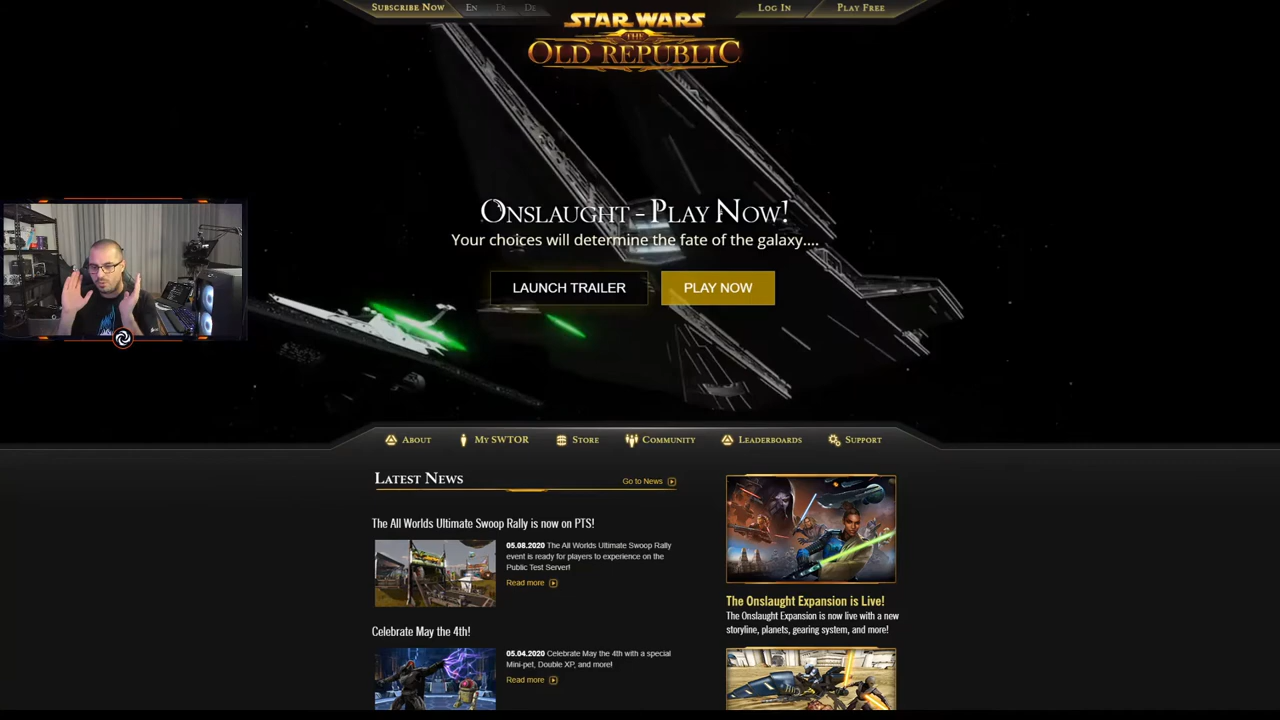 Subscribe Now
En
Fr
De
Log In
Play Free
STAR WARS
THE
OLD REPUBLIC
Onslaught - Play Now!
Your choices will determine the fate of the galaxy....
LAUNCH TRAILER
PLAY NOW
About
My SWTOR
Store
Community
Leaderboards
Support
Latest News
Go to News
The All Worlds Ultimate Swoop Rally is now on PTS!
05.08.2020 The All Worlds Ultimate Swoop Rally
event is ready for players to experience on the
Public Test Server!
Read more
Celebrate May the 4th!
05.04.2020 Celebrate May the 4th with a special
Mini-pet, Double XP, and more!
Read more
The Onslaught Expansion is Live!
The Onslaught Expansion is now live with a new
storyline, planets, gearing system, and more!